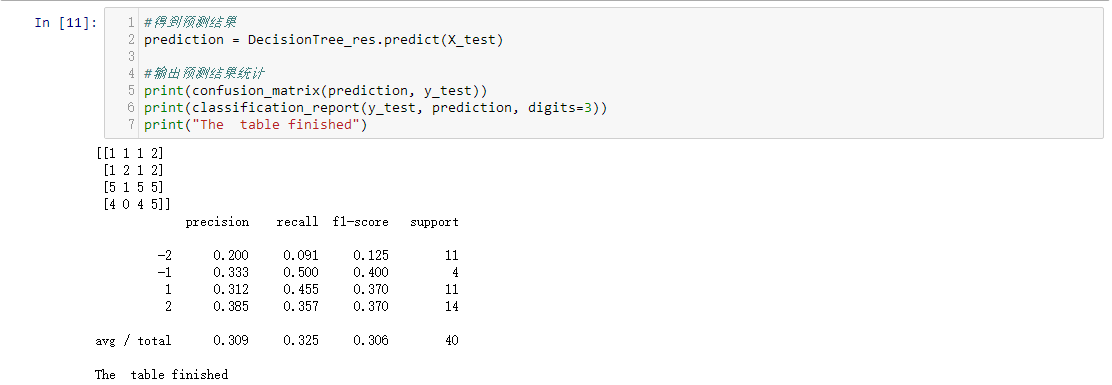 In [11]:
1 #得到预测结果
2 prediction = DecisionTree_res.predict(X_test)
3
4 #输出预测结果统计
5 print(confusion_matrix(prediction, y_test))
6 print(classification_report(y_test, prediction, digits=3))
7 print("The  table finished")
[[1 1 1 2]
[1 2 1 2]
[5 1 5 5]
[4 0 4 5]]
precision recall f1-score support
-2 0.200 0.091 0.125 11
-1 0.333 0.500 0.400 4
1 0.312 0.455 0.370 11
2 0.385 0.357 0.370 14
avg / total 0.309 0.325 0.306 40
The  table finished